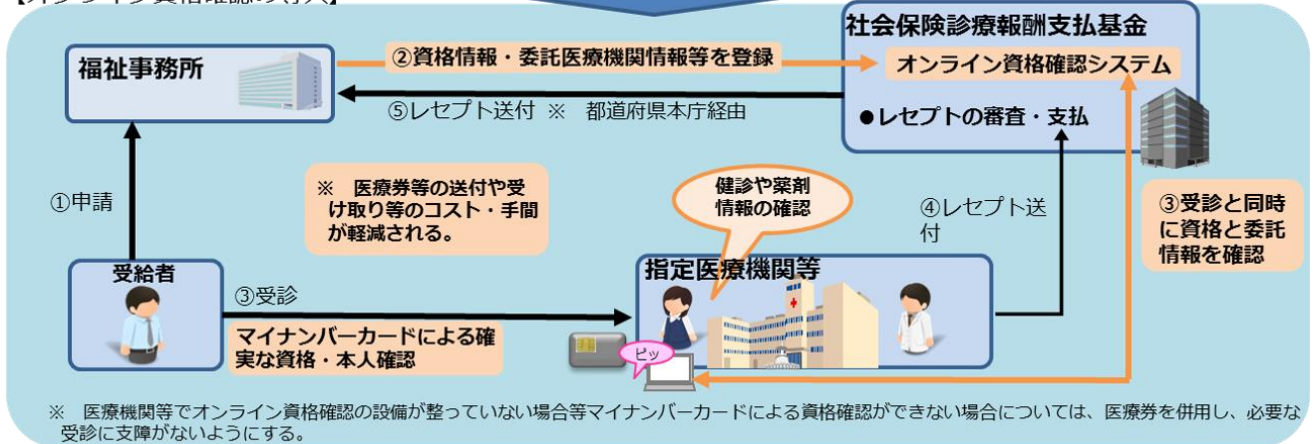 【オンライン資格確認の導入】
社会保険診療報酬支払基金
福祉事務所
②資格情報・委託医療機関情報等を登録
オンライン資格確認システム
⑤レセプト送付 ※ 都道府県本庁経由
●レセプトの審査・支払
①申請
※ 医療券等の送付や受
け取り等のコスト・手間
が軽減される。
健診や薬剤
情報の確認
④レセプト送
付
③受診と同時
に資格と委託
情報を確認
受給者
③受診
指定医療機関等
マイナンバーカードによる確
実な資格・本人確認
ピッ
※ 医療機関等でオンライン資格確認の設備が整っていない場合等マイナンバーカードによる資格確認ができない場合については、医療券を併用し、必要な
受診に支障がないようにする。